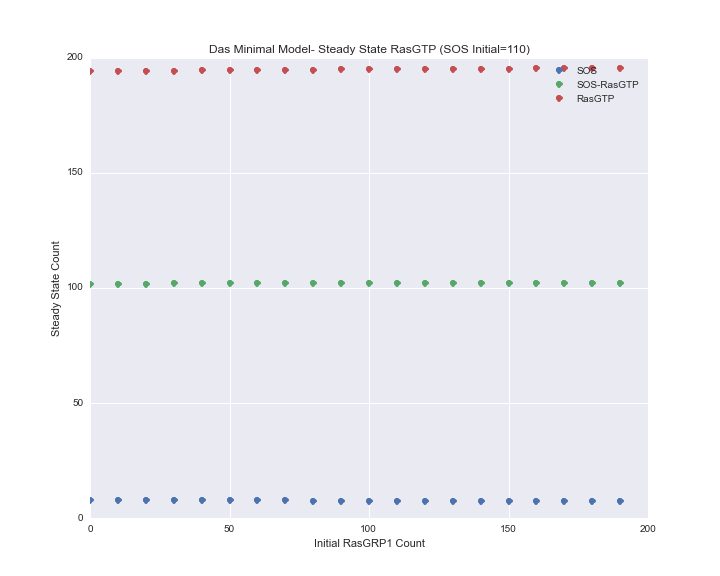 Das Minimal Model- Steady State RasGTP (SOS Initial=110)
200
SOS
SOS-RasGTP
RasGTP
150
100
50
0
Steady State Count
0 50 100 150 200
Initial RasGRP1 Count